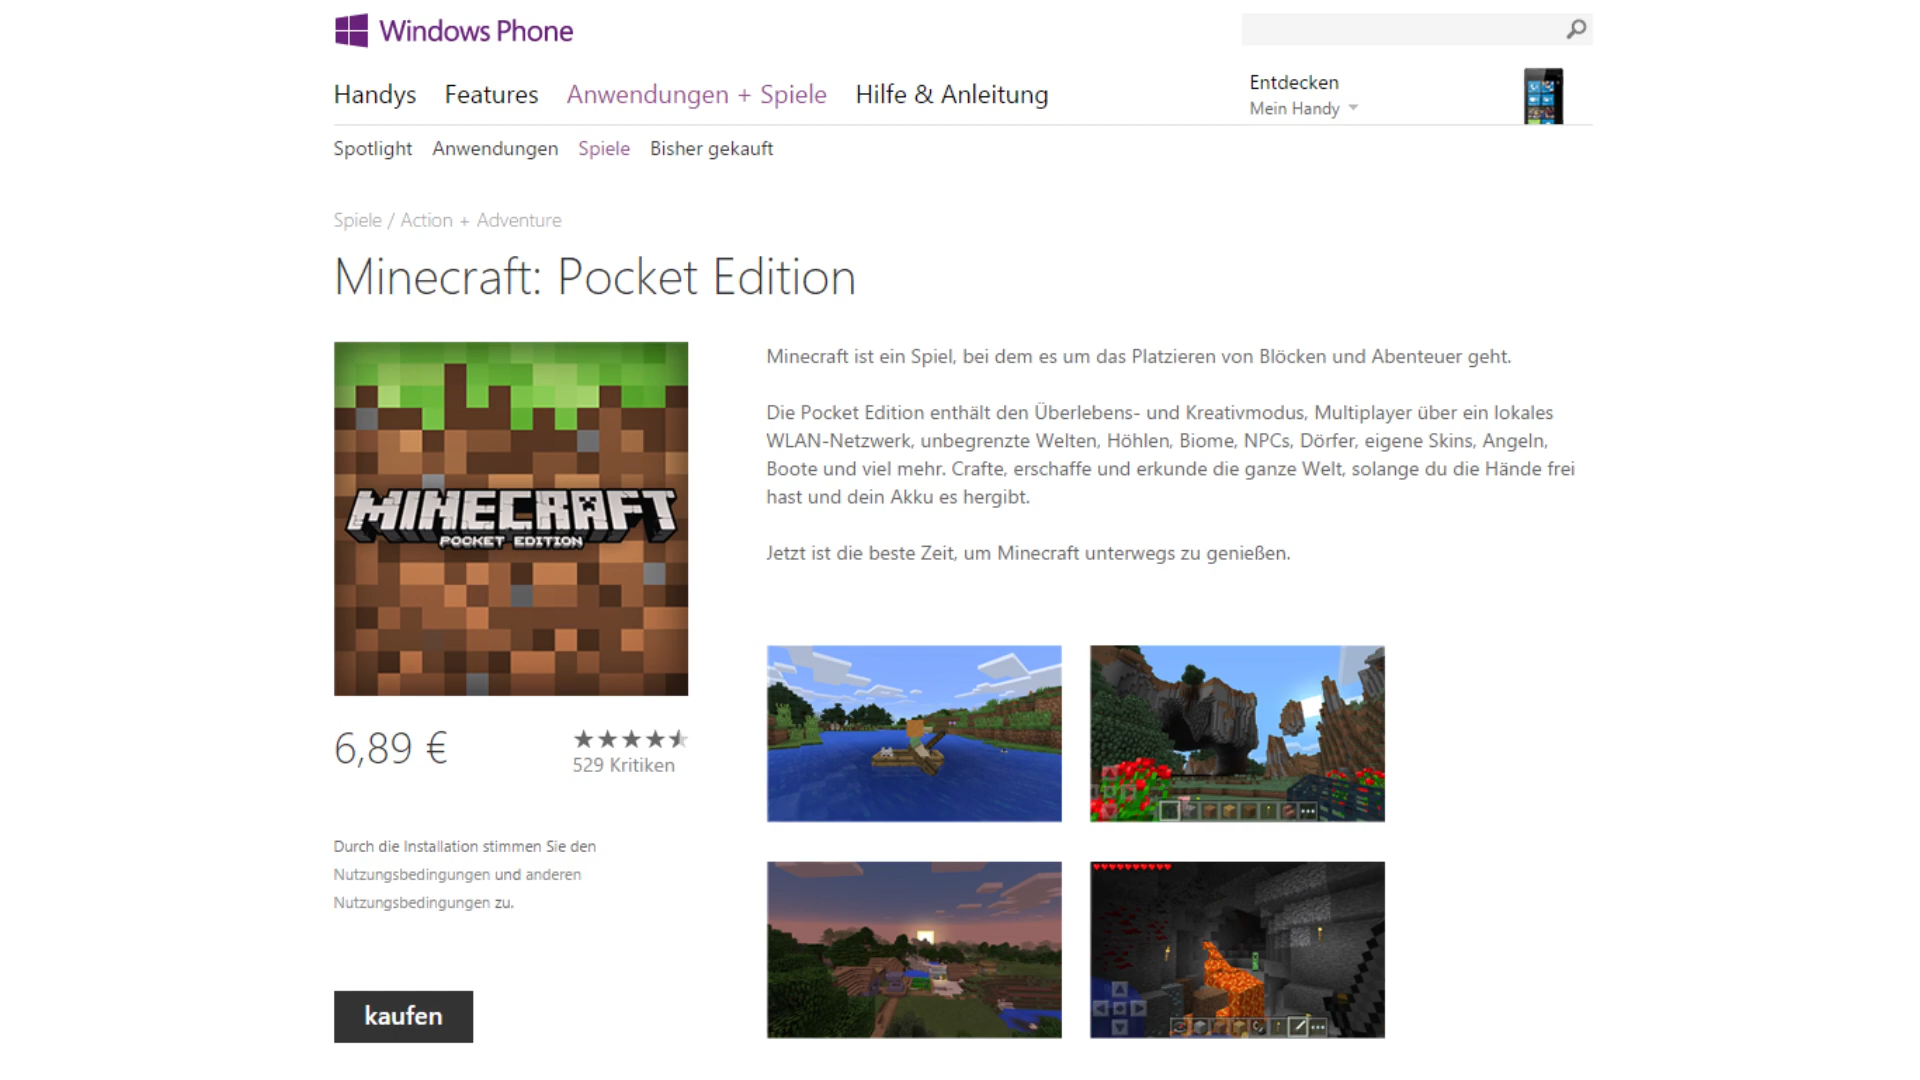 Windows Phone
Handys Features Anwendungen + Spiele Hilfe & Anleitung
Entdecken
Mein Handy
Spotlight Anwendungen Spiele Bisher gekauft
Spiele / Action + Adventure
Minecraft: Pocket Edition
MINECRAFT
POCKET EDITION
6,89 €
529 Kritiken
Durch die Installation stimmen Sie den
Nutzungsbedingungen und anderen
Nutzungsbedingungen zu.
kaufen
Minecraft ist ein Spiel, bei dem es um das Platzieren von Blöcken und Abenteuer geht.
Die Pocket Edition enthält den Überlebens- und Kreativmodus, Multiplayer über ein lokales
WLAN-Netzwerk, unbegrenzte Welten, Höhlen, Biome, NPCs, Dörfer, eigene Skins, Angeln,
Boote und viel mehr. Crafte, erschaffe und erkunde die ganze Welt, solange du die Hände frei
hast und dein Akku es hergibt.
Jetzt ist die beste Zeit, um Minecraft unterwegs zu genießen.